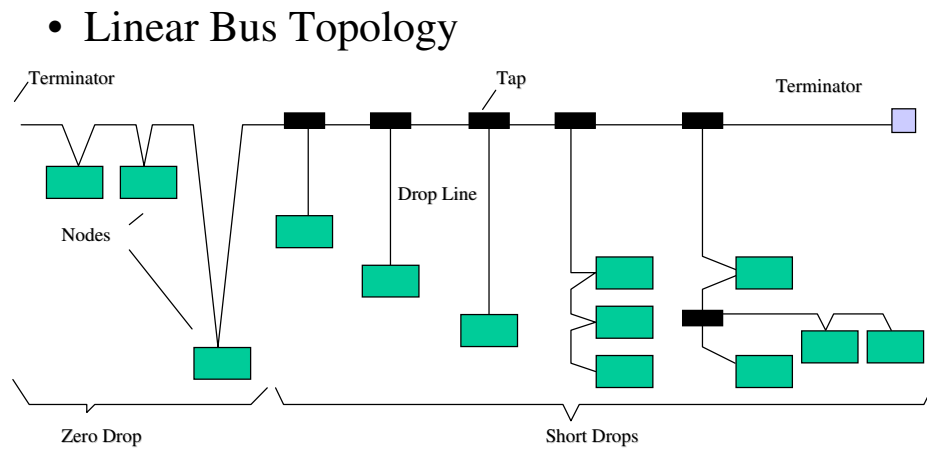 • Linear Bus Topology
Terminator
Tap
Terminator
Drop Line
Nodes
Zero Drop
Short Drops